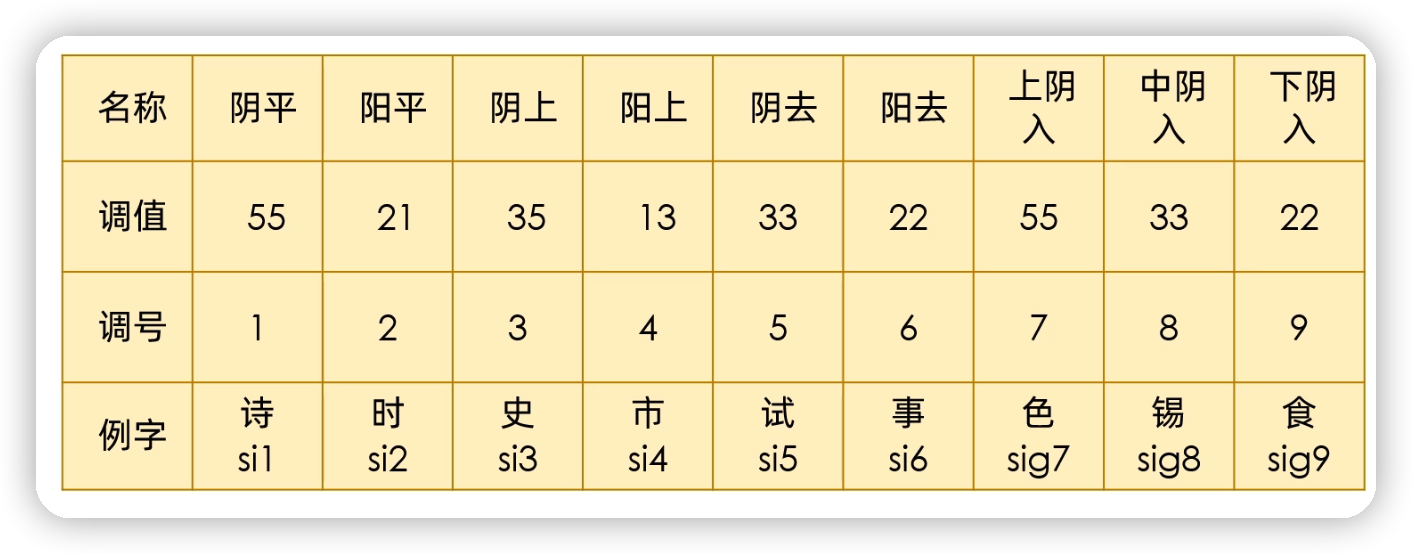 名称 阴平 阳平 阴上 阳上 阴去 阳去 上阴入 中阴入 下阴入
调值 55 21 35 13 33 22 55 33 22
调号 1 2 3 4 5 6 7 8 9
例字 诗 时 史 市 试 事 色 锡 食
si1 si2 si3 si4 si5 si6 sig7 sig8 sig9